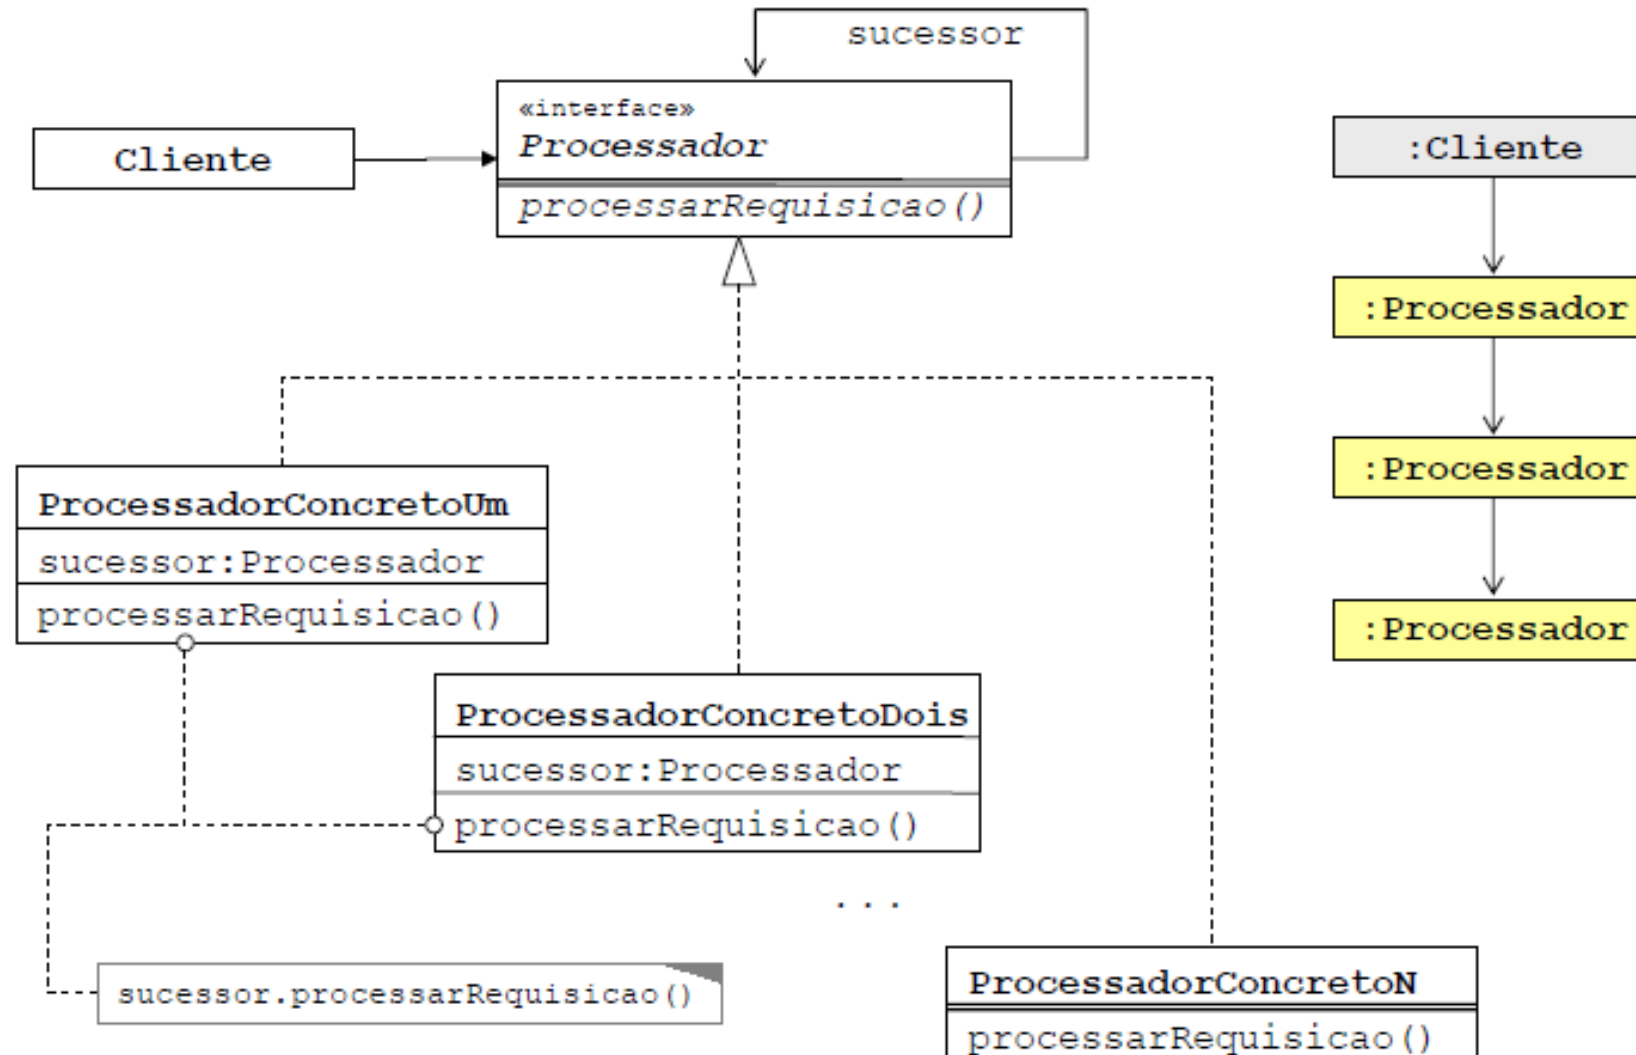 sucessor
«interface»
Processador
processarRequisicao()
Cliente
:Cliente
:Processador
:Processador
:Processador
ProcessadorConcretoUm
sucessor:Processador
processarRequisicao()
ProcessadorConcretoDois
sucessor:Processador
processarRequisicao()
...
sucessor.processarRequisicao()
ProcessadorConcretoN
processarRequisicao()